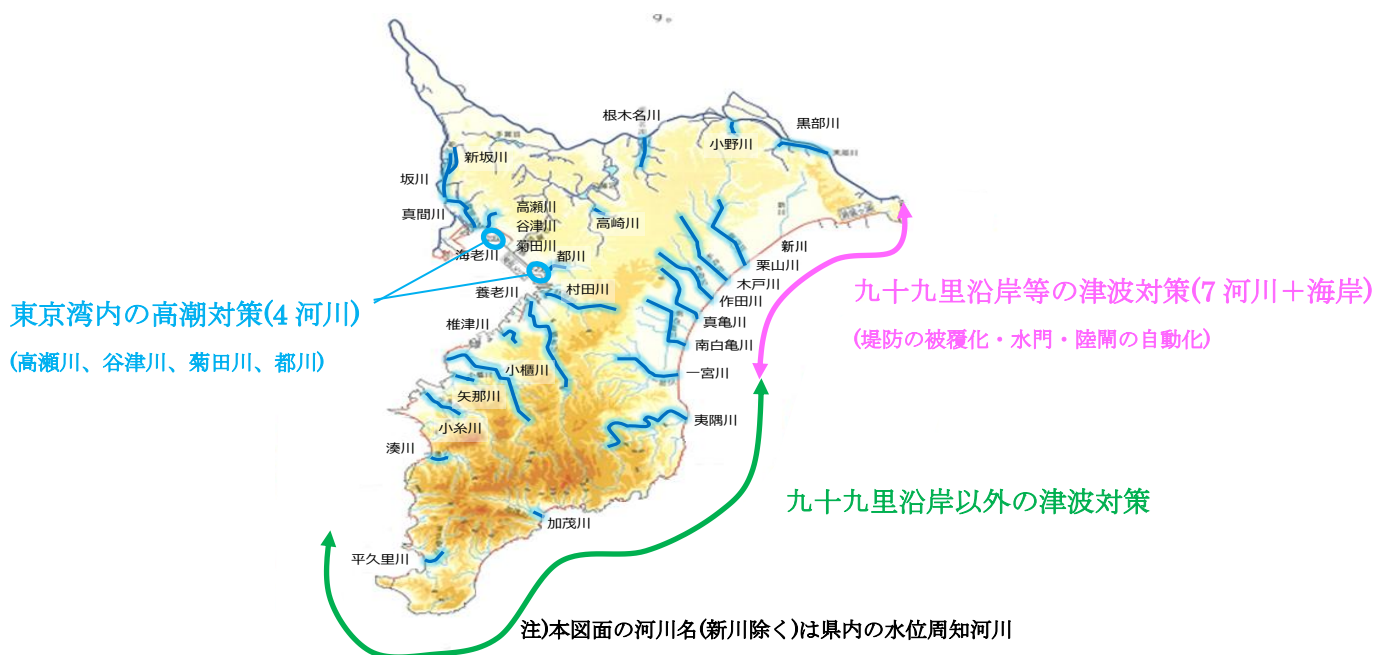 根木名川
黒部川
小野川
新坂川
坂川
高瀬川
真間川
谷津川
高崎川
菊田川
海老川
都川
新川
栗山川
木戸川
養老川
村田川
作田川
真亀川
椎津川
南白亀川
小櫃川
一宮川
矢那川
夷隅川
小糸川
湊川
加茂川
平久里川
東京湾内の高潮対策(4 河川)
(高瀬川、谷津川、菊田川、都川)
九十九里沿岸等の津波対策(7 河川＋海岸)
(堤防の被覆化・水門・陸閘の自動化)
九十九里沿岸以外の津波対策
注)本図面の河川名(新川除く)は県内の水位周知河川